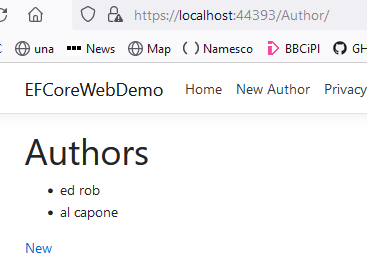 https://localhost:44393/Author/
una News Map Namesco BBCiPl GH
EFCoreWebDemo Home New Author Privacy
Authors
ed rob
al capone
New